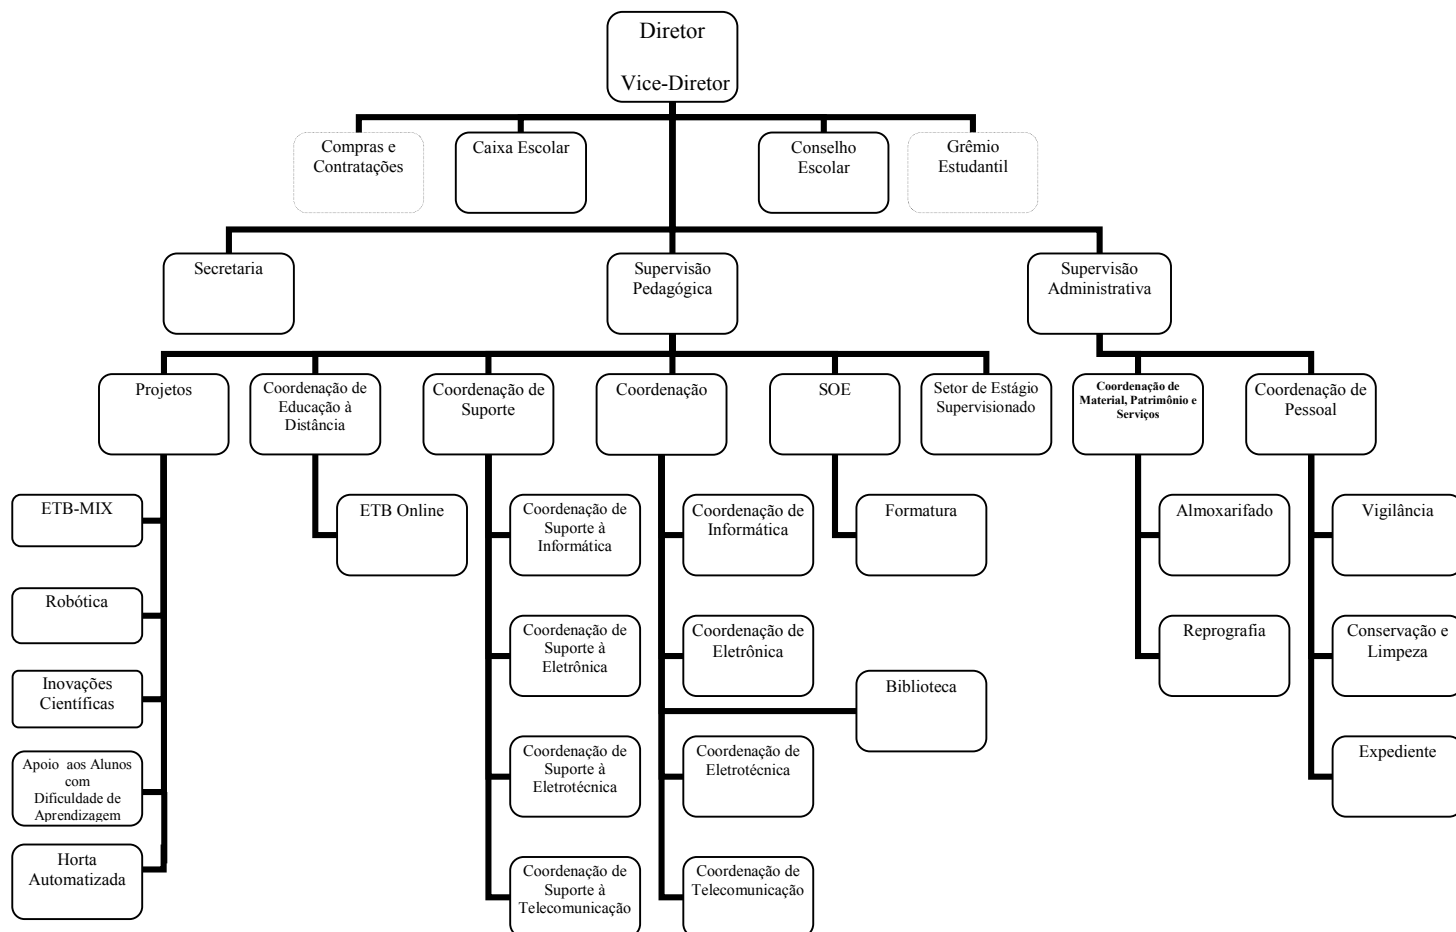 Diretor
Vice-Diretor
Compras e
Contratações
Caixa Escolar
Conselho
Escolar
Grêmio
Estudantil
Secretaria
Supervisão
Pedagógica
Supervisão
Administrativa
Projetos
Coordenação de
Educação à
Distância
Coordenação de
Suporte
Coordenação
SOE
Setor de Estágio
Supervisionado
Coordenação de
Material, Patrimônio e
Serviços
Coordenação de
Pessoal
ETB-MIX
ETB Online
Coordenação de
Suporte à
Informática
Coordenação de
Informática
Formatura
Almoxarifado
Vigilância
Robótica
Coordenação de
Suporte à
Eletrônica
Coordenação de
Eletrônica
Reprografia
Conservação e
Limpeza
Inovações
Científicas
Biblioteca
Apoio aos Alunos
com
Dificuldade de
Aprendizagem
Coordenação de
Suporte à
Eletrotécnica
Coordenação de
Eletrotécnica
Expediente
Horta
Automatizada
Coordenação de
Suporte à
Telecomunicação
Coordenação de
Telecomunicação